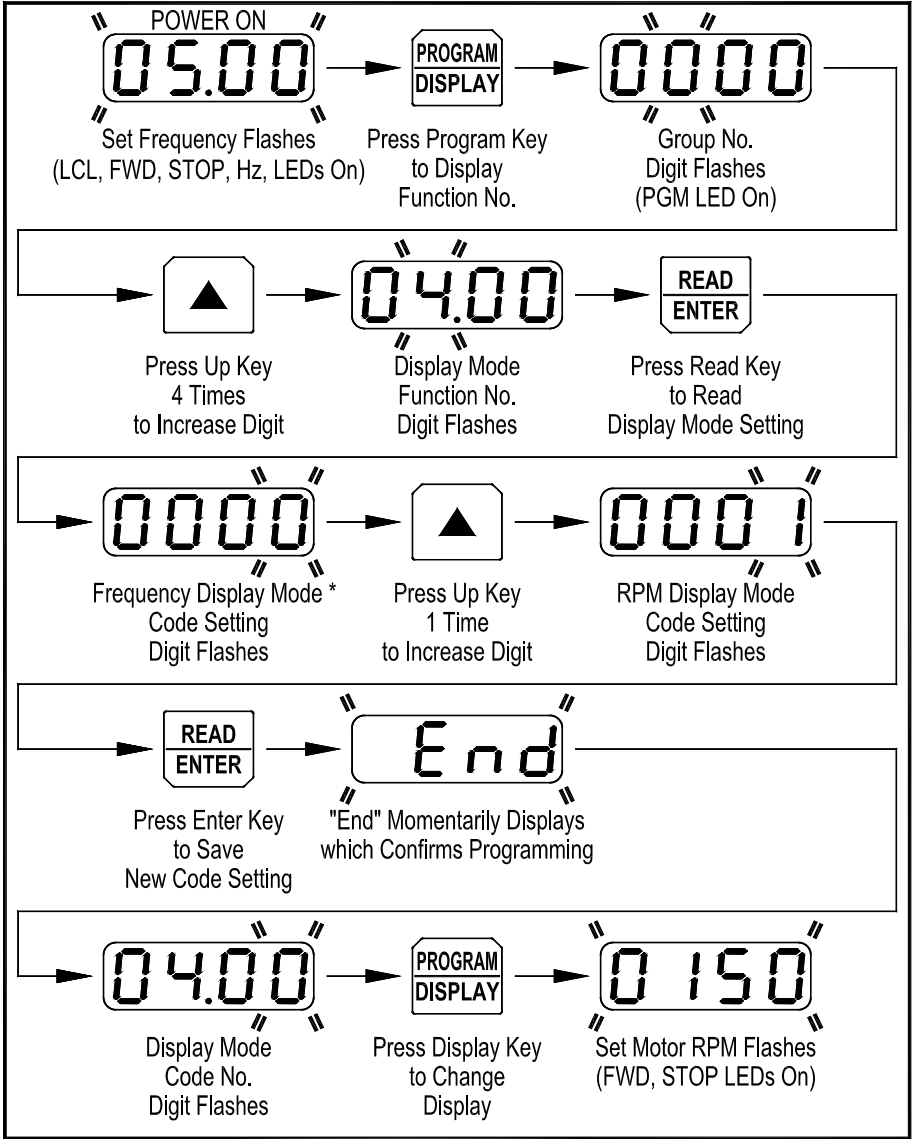 POWER ON
05.00
PROGRAM
DISPLAY
0000
Set Frequency Flashes
(LCL, FWD, STOP, Hz, LEDs On)
Press Program Key
to Display
Function No.
Group No.
Digit Flashes
(PGM LED On)
04.00
READ
ENTER
Press Up Key
4 Times
to Increase Digit
Display Mode
Function No.
Digit Flashes
Press Read Key
to Read
Display Mode Setting
0000
0001
Frequency Display Mode *
Code Setting
Digit Flashes
Press Up Key
1 Time
to Increase Digit
RPM Display Mode
Code Setting
Digit Flashes
READ
ENTER
End
Press Enter Key
to Save
New Code Setting
"End" Momentarily Displays
which Confirms Programming
04.00
PROGRAM
DISPLAY
0150
Display Mode
Code No.
Digit Flashes
Press Display Key
to Change
Display
Set Motor RPM Flashes
(FWD, STOP LEDs On)